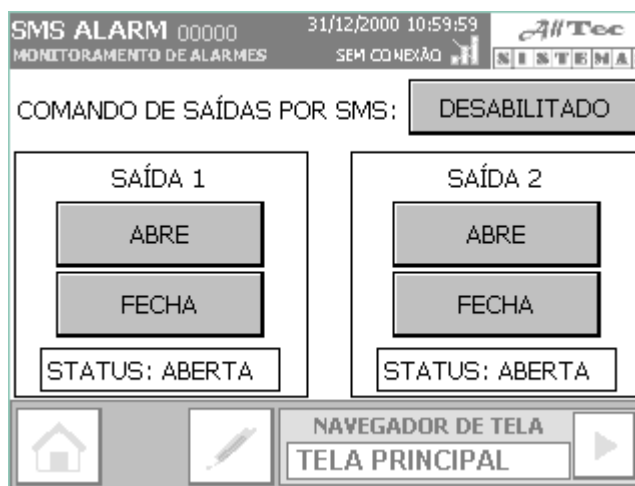 SMS ALARM 00000
31/12/2000 10:59:59
AllTec
MONITORAMENTO DE ALARMES
SEM CONEXÃO
SISTEMA
COMANDO DE SAÍDAS POR SMS:
DESABILITADO
SAÍDA 1
ABRE
FECHA
STATUS: ABERTA
SAÍDA 2
ABRE
FECHA
STATUS: ABERTA
NAVEGADOR DE TELA
TELA PRINCIPAL